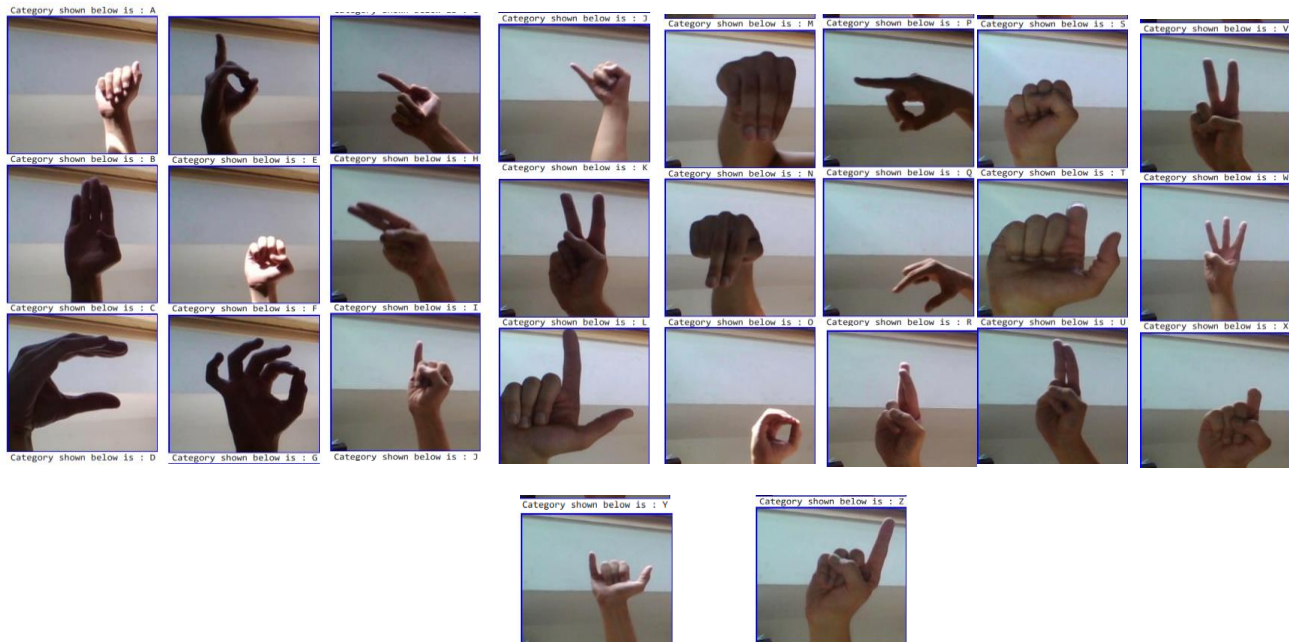 Category shown below is : A
Category shown below is : B
Category shown below is : C
Category shown below is : D
Category shown below is : E
Category shown below is : F
Category shown below is : G
Category shown below is :
Category shown below is : H
Category shown below is : I
Category shown below is : J
Category shown below is : J
Category shown below is : K
Category shown below is : L
Category shown below is : M
Category shown below is : N
Category shown below is : O
Category shown below is : P
Category shown below is : Q
Category shown below is : R
Category shown below is : S
Category shown below is : T
Category shown below is : U
Category shown below is : V
Category shown below is : W
Category shown below is : X
Category shown below is : Y
Category shown below is : Z